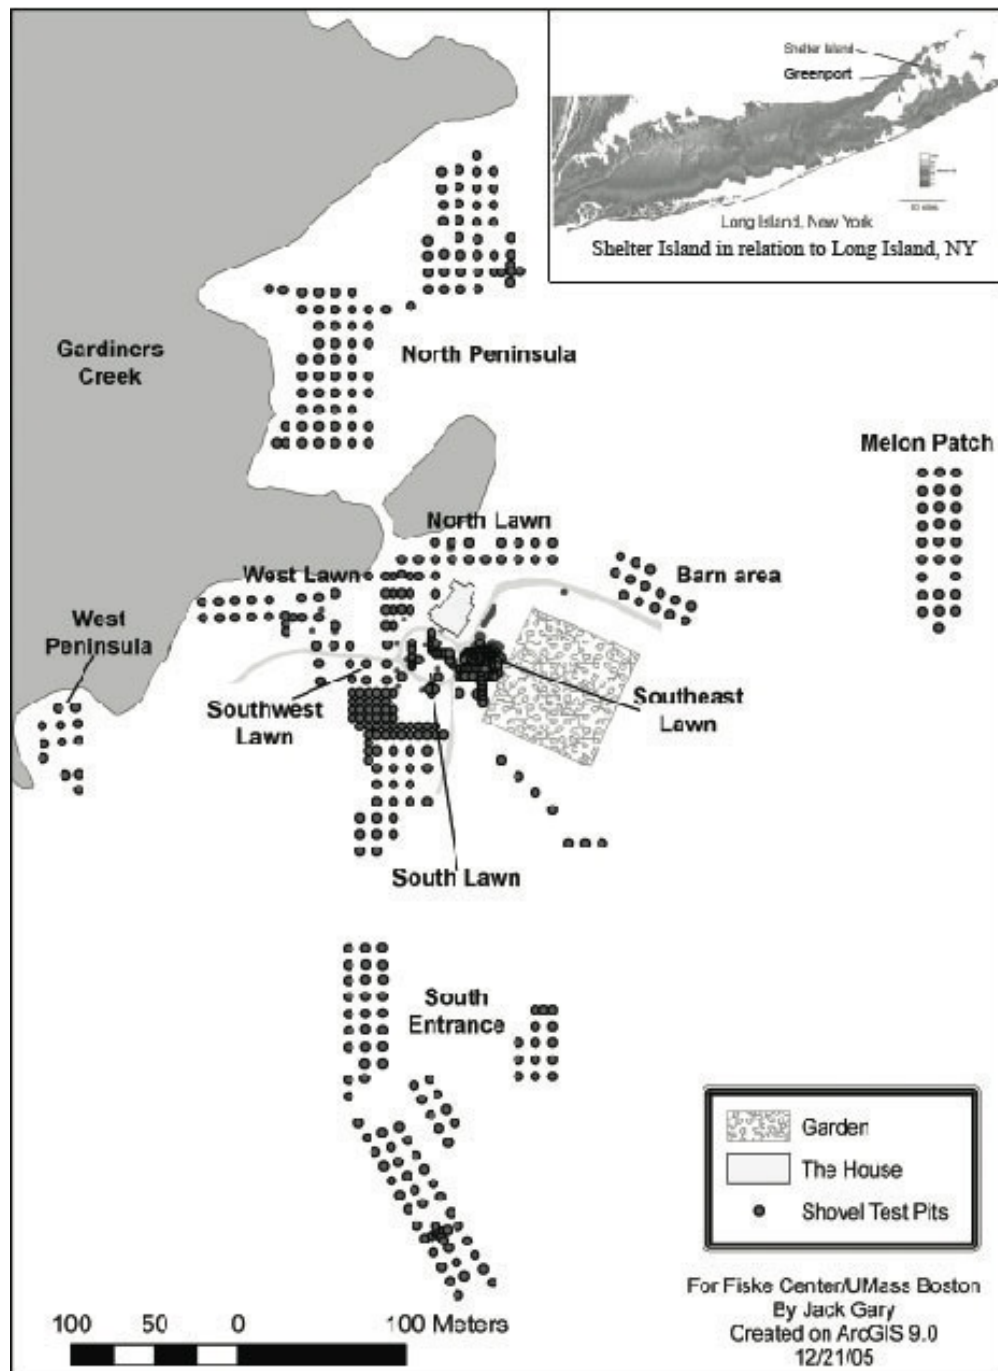 Shelter Island
Greenport
Long Island, New York
Shelter Island in relation to Long Island, NY
Gardiners
Creek
North Peninsula
Melon Patch
North Lawn
West Lawn
Barn area
West
Peninsula
Southwest
Lawn
Southeast
Lawn
South Lawn
South
Entrance
Garden
The House
Shovel Test Pits
100 50 0 100 Meters
For Fiske Center/UMass Boston
By Jack Gary
Created on ArcGIS 9.0
12/21/05